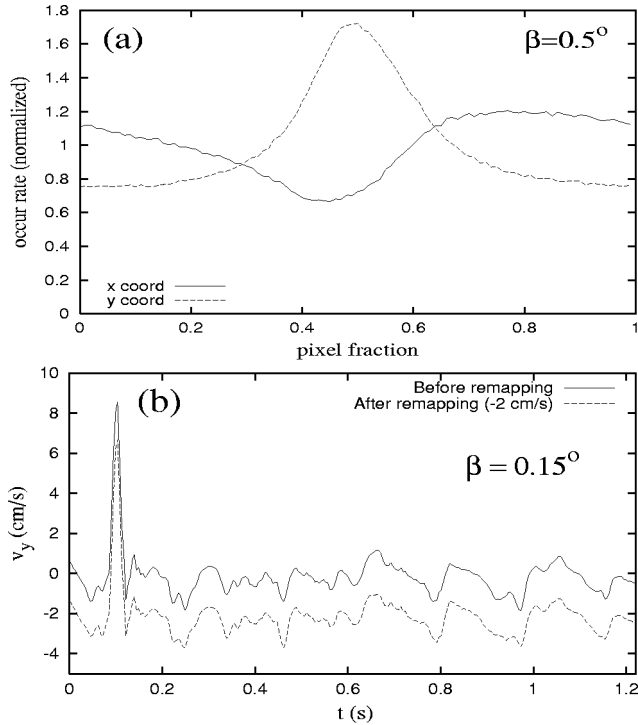 1.8
(a)
β=0.5o
1.6
1.4
1.2
1
0.8
0.6
0.4
0.2
0
occur rate (normalized)
x coord
y coord
0 0.2 0.4 0.6 0.8 1
pixel fraction
10
(b)
Before remapping
After remapping (-2 cm/s)
8
β = 0.15o
6
4
2
0
-2
-4
vy (cm/s)
0 0.2 0.4 0.6 0.8 1 1.2
t (s)